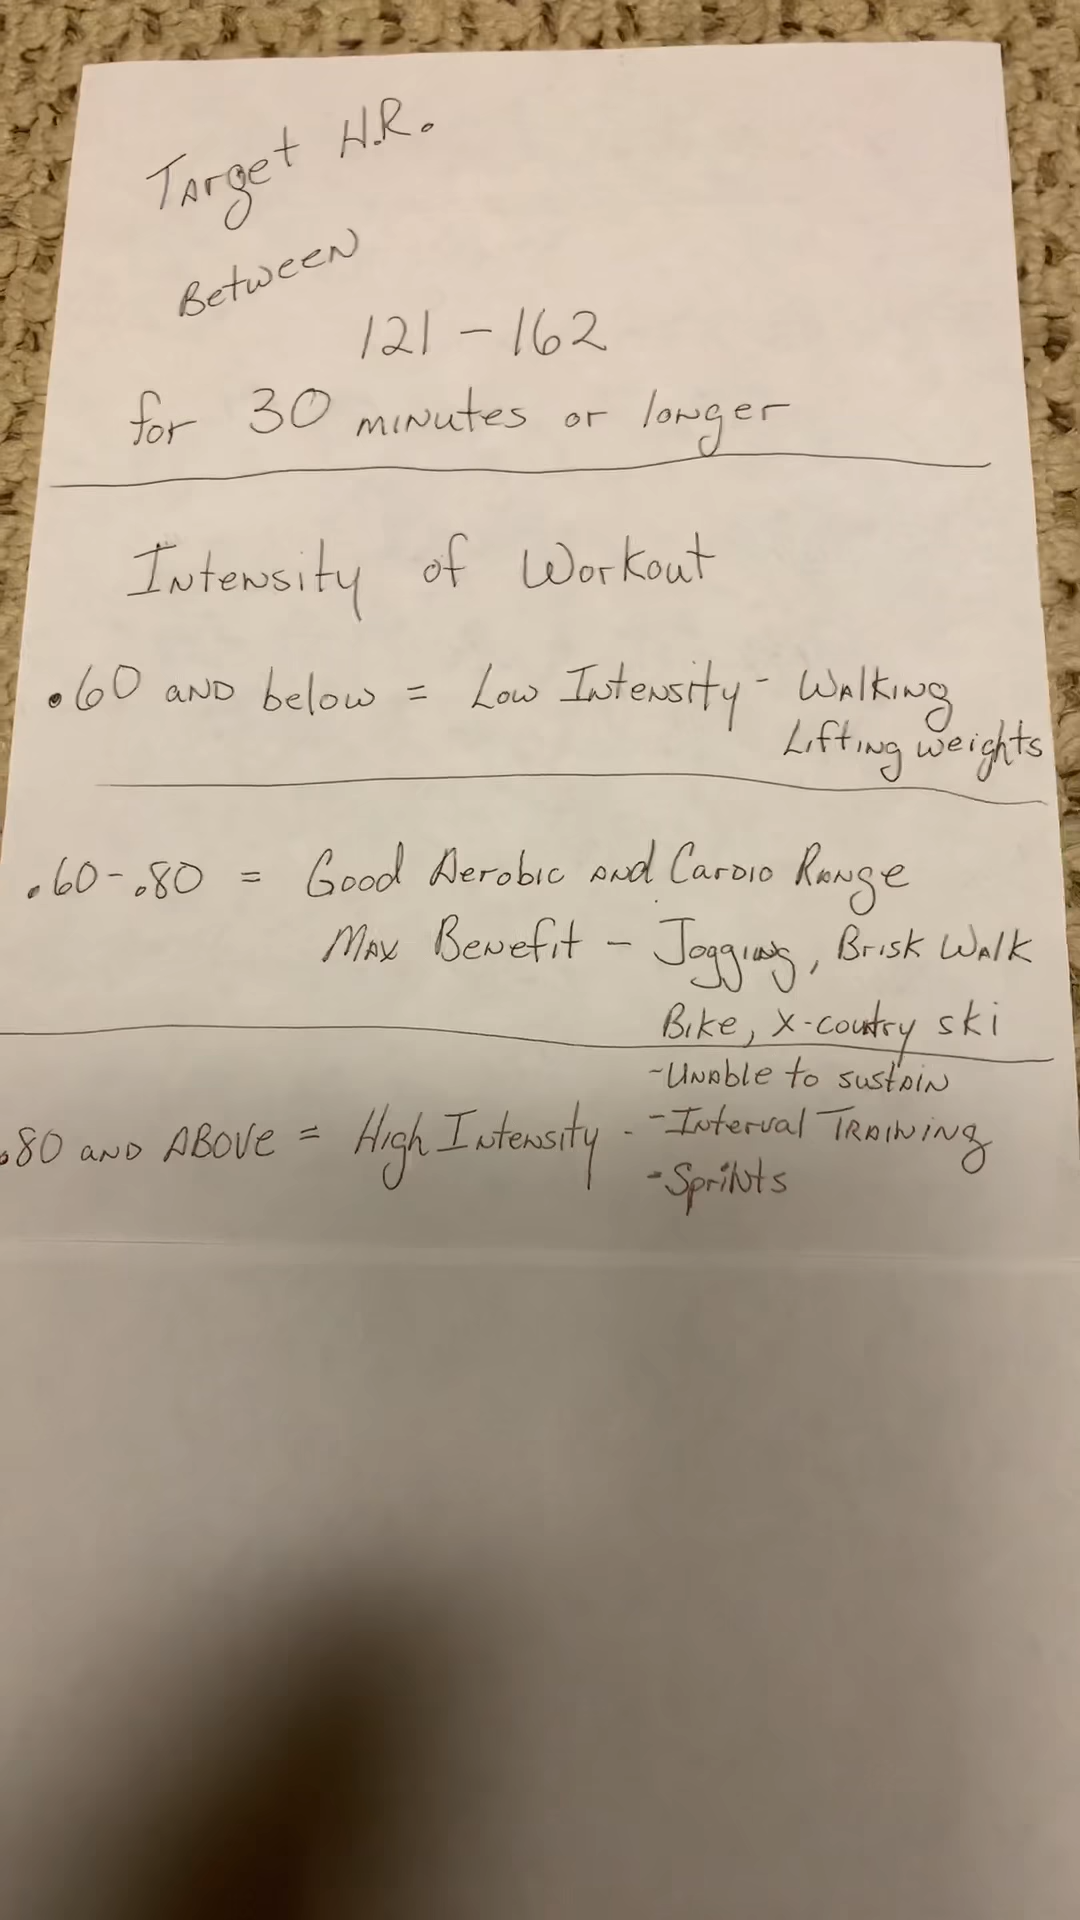 Target H.R.
Between
121 - 162
for 30 minutes or longer
Intensity of Workout
.60 AND below = Low Intensity - Walking
Lifting weights
.60-.80 = Good Aerobic and Cardio Range
Max Benefit - Jogging, Brisk Walk
Bike, X-coutry ski
-Unable to sustain
.80 AND ABOVE = High Intensity - -Interval TRAINING
-Sprints